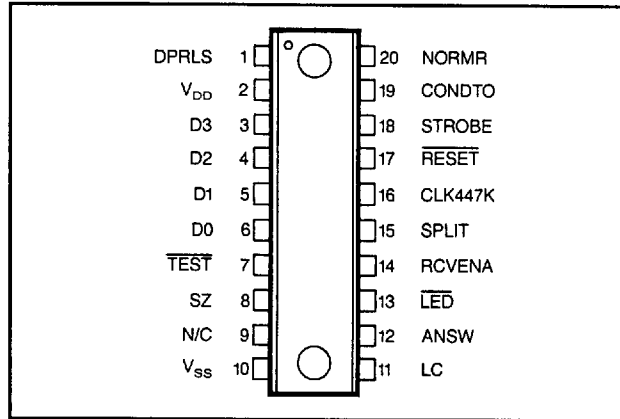 DPRLS 1 20 NORMR
VDD 2 19 CONDTO
D3 3 18 STROBE
D2 4 17 RESET
D1 5 16 CLK447K
D0 6 15 SPLIT
TEST 7 14 RCVENA
SZ 8 13 LED
N/C 9 12 ANSW
VSS 10 11 LC